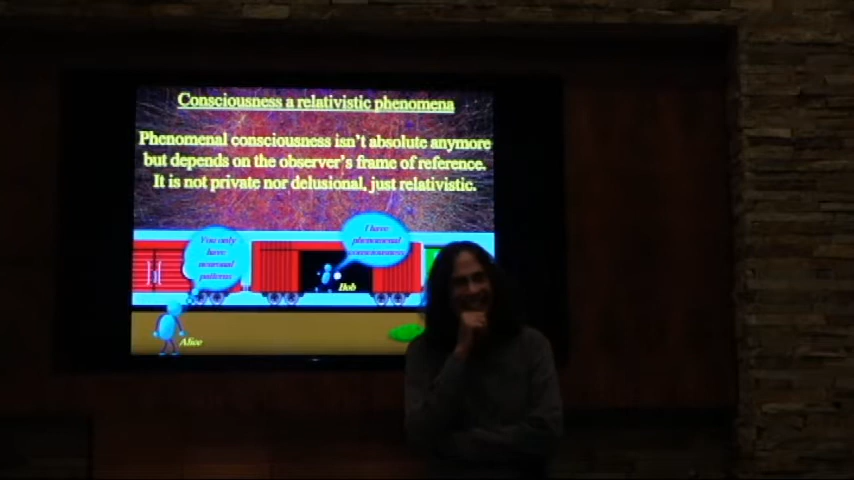 Consciousness a relativistic phenomena
Phenomenal consciousness isn't absolute anymore
but depends on the observer's frame of reference.
It is not private nor delusional, just relativistic.
You only
have
neuronal
patterns
I have
phenomenal
consciousness
Bob
Alice